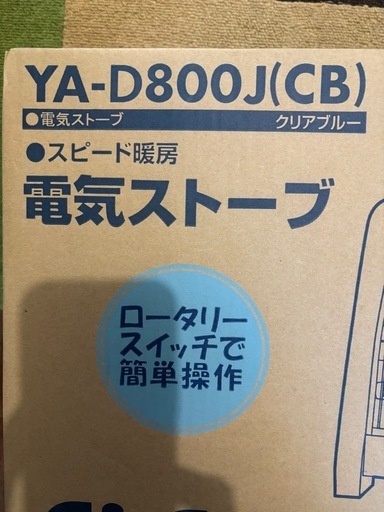 YA-D800J(CB)
●電気ストーブ クリアブルー
●スピード暖房
電気ストーブ
ロータリー
スイッチで
簡単操作